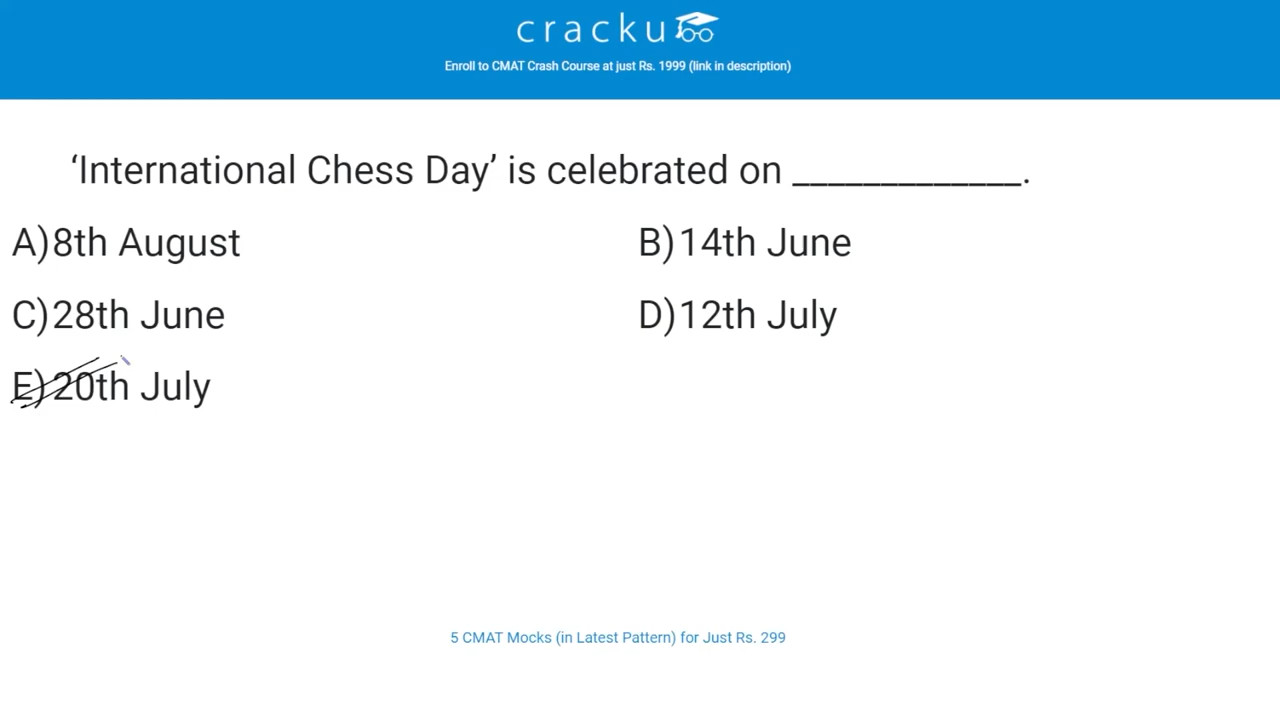 cracku
Enroll to CMAT Crash Course at just Rs. 1999 (link in description)
‘International Chess Day’ is celebrated on _____________.
A)8th August
B)14th June
C)28th June
D)12th July
E)20th July
5 CMAT Mocks (in Latest Pattern) for Just Rs. 299